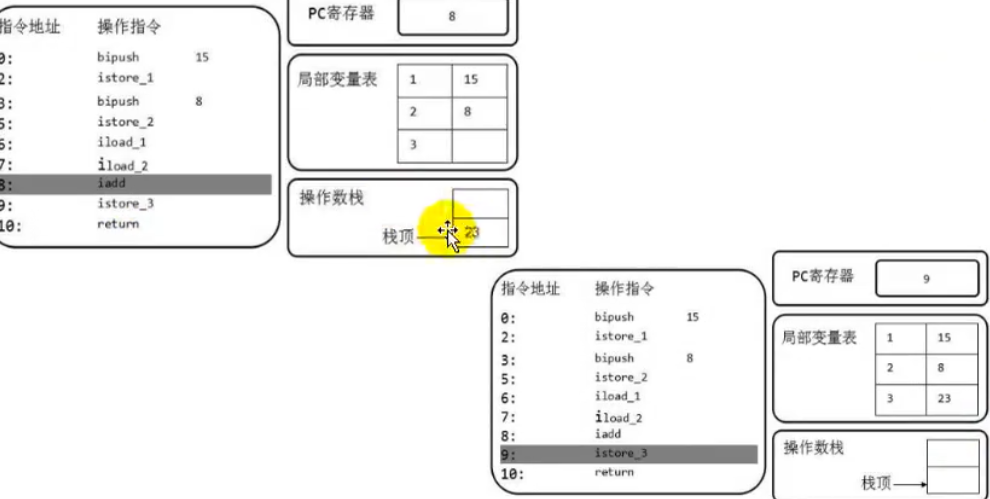 指令地址 操作指令
0: bipush 15
2: istore_1
3: bipush 8
5: istore_2
6: iload_1
7: iload_2
8: iadd
9: istore_3
10: return
PC寄存器 8
局部变量表
1 15
2 8
3
操作数栈
栈顶 23
指令地址 操作指令
0: bipush 15
2: istore_1
3: bipush 8
5: istore_2
6: iload_1
7: iload_2
8: iadd
9: istore_3
10: return
PC寄存器 9
局部变量表
1 15
2 8
3 23
操作数栈
栈顶